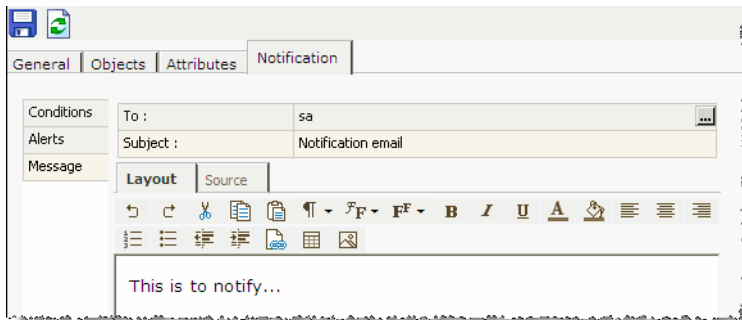 General Objects Attributes Notification
Conditions
Alerts
Message
To : sa ...
Subject : Notification email
Layout Source
This is to notify...